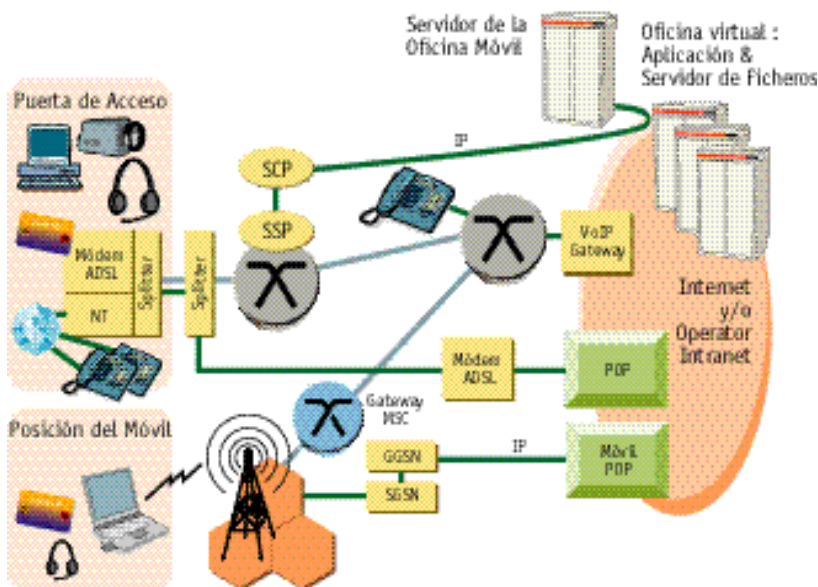 Servidor de la
Oficina Móvil
Oficina virtual :
Aplicación &
Servidor de Ficheros
Puerta de Acceso
IP
SCP
SSP
Módem
ADSL
Splitter
Splitter
NT
VoIP
Gateway
Internet
y/o
Operator
Intranet
Módem
ADSL
POP
Gateway
MSC
Posición del Móvil
GGSN
IP
SGSN
Móvil
POP